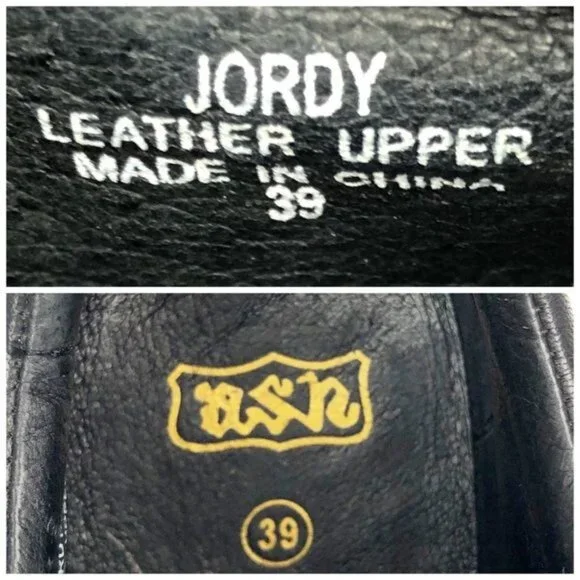 JORDY
LEATHER UPPER
MADE IN CHINA
39
ash
39